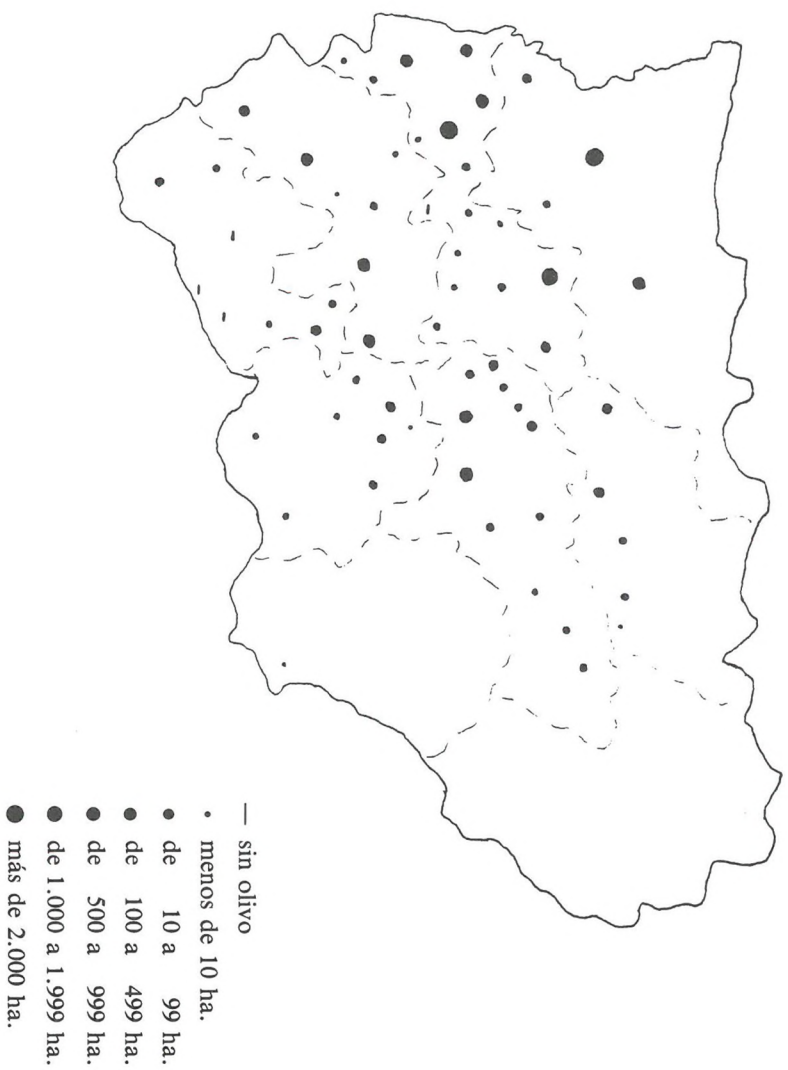 — sin olivo
menos de 10 ha.
de 10 a 99 ha.
de 100 a 499 ha.
de 500 a 999 ha.
de 1.000 a 1.999 ha.
más de 2.000 ha.